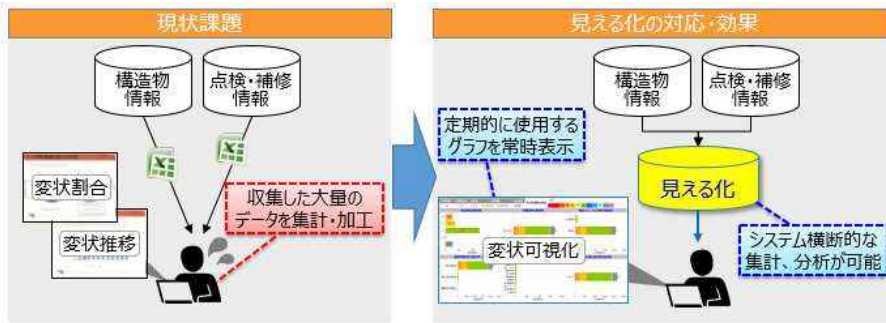 現状課題
構造物
情報
点検・補修
情報
変状割合
変状推移
収集した大量の
データを集計・加工
見える化の対応・効果
構造物
情報
点検・補修
情報
定期的に使用する
グラフを常時表示
見える化
変状可視化
システム横断的な
集計、分析が可能